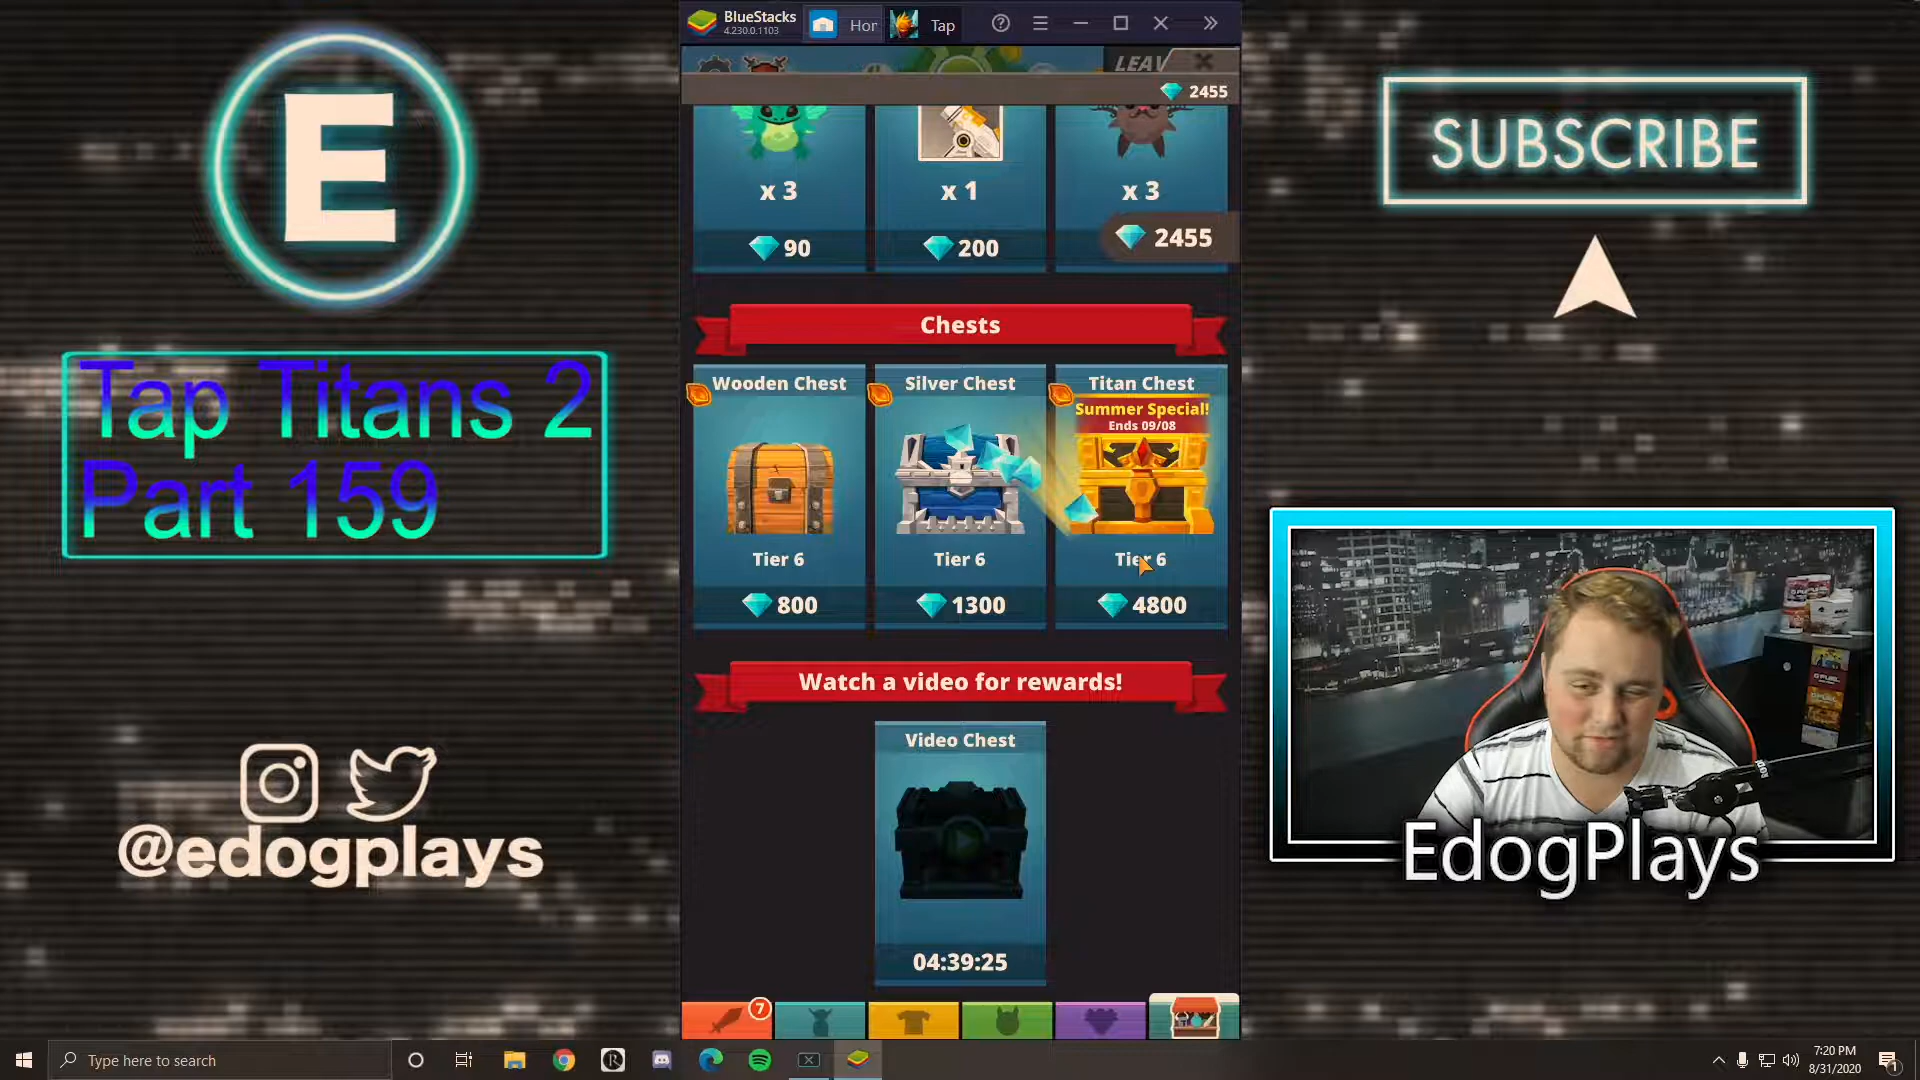 BlueStacks
4.230.0.1103
Hor
Tap
LEAV
2455
x 3
x 1
x 3
90
200
2455
Chests
Wooden Chest
Silver Chest
Titan Chest
Summer Special!
Ends 09/08
Tier 6
Tier 6
Tier 6
800
1300
4800
Watch a video for rewards!
Video Chest
04:39:25
7
E
Tap Titans 2
Part 159
@edogplays
SUBSCRIBE
EdogPlays
Type here to search
7:20 PM
8/31/2020
1